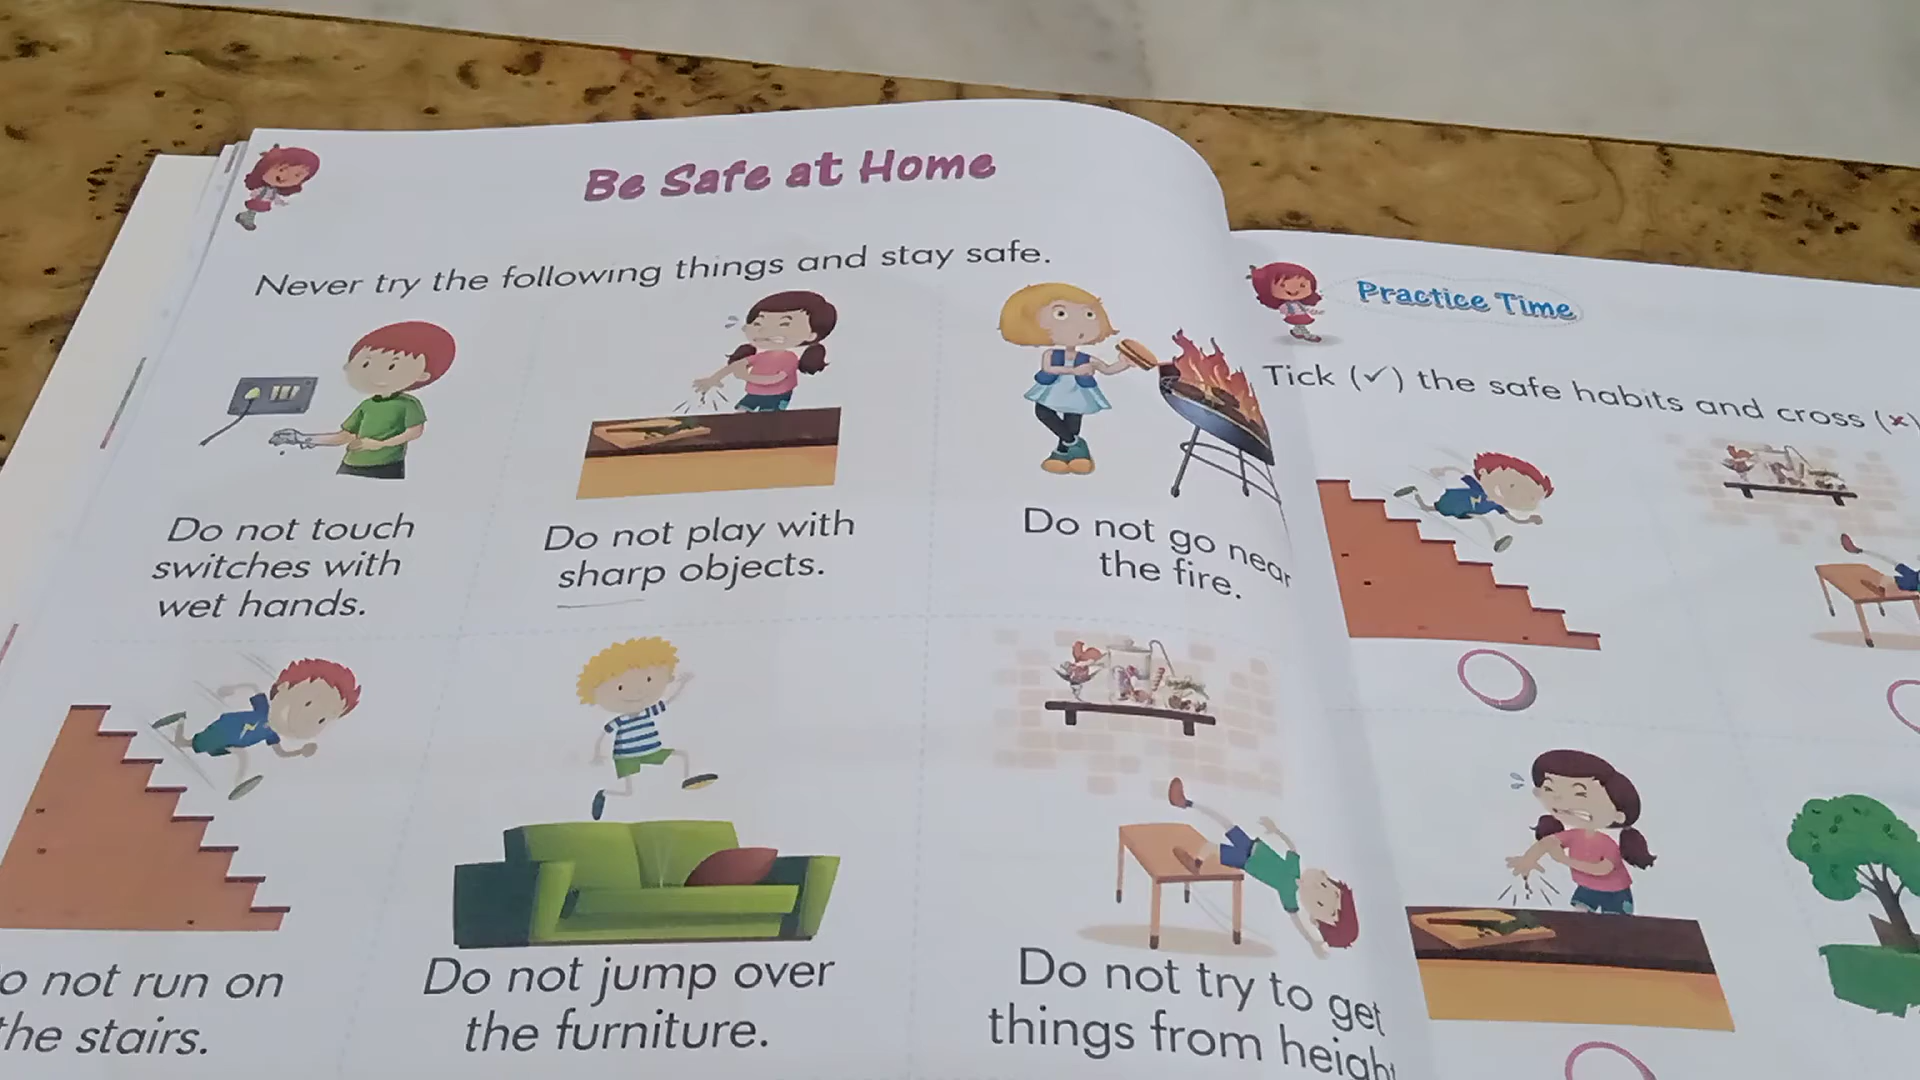 Be Safe at Home
Never try the following things and stay safe.
Do not touch
switches with
wet hands.
Do not play with
sharp objects.
Do not go near
the fire.
o not run on
the stairs.
Do not jump over
the furniture.
Do not try to get
things from heigh
Practice Time
Tick (✓) the safe habits and cross (×)